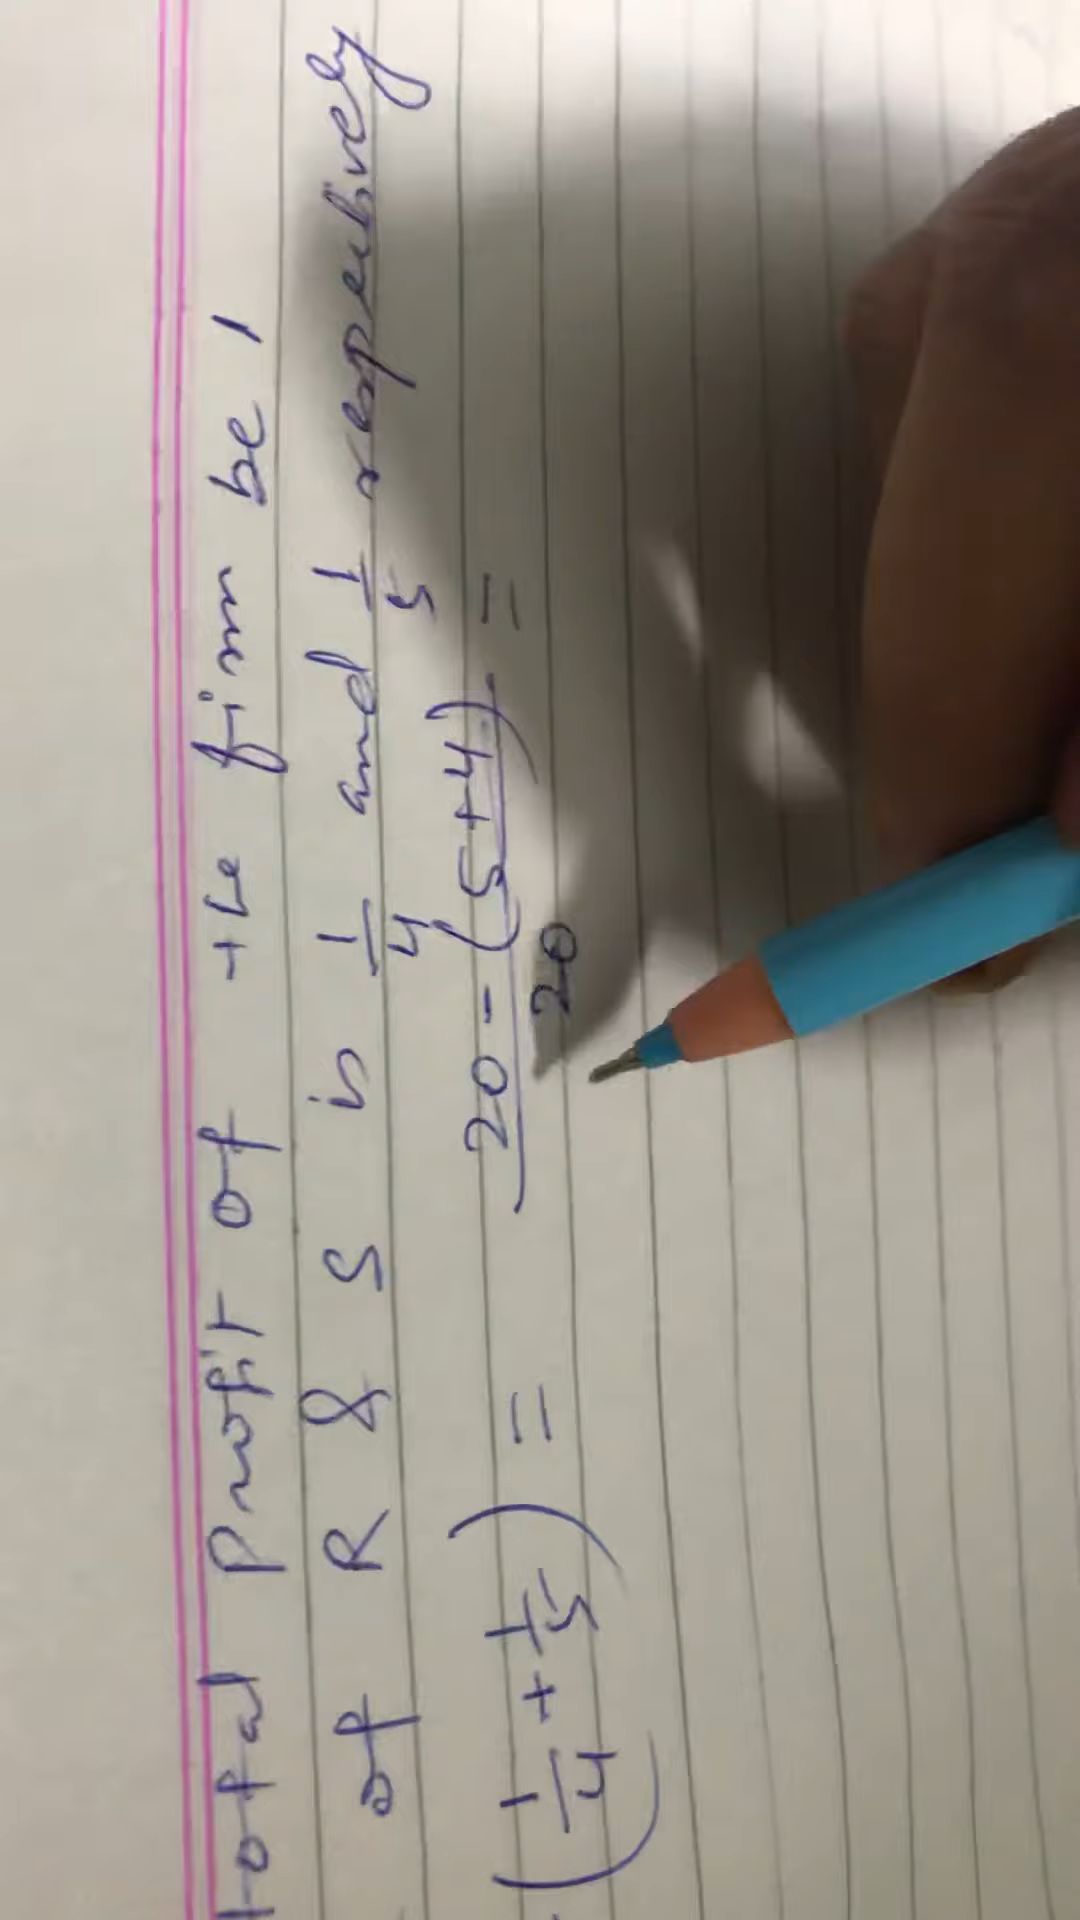 total Profit of the firm be 1
of R & S is 1/4 and 1/5 respectively
(1/4 + 1/5) = 20 - (5+4) / 20 =